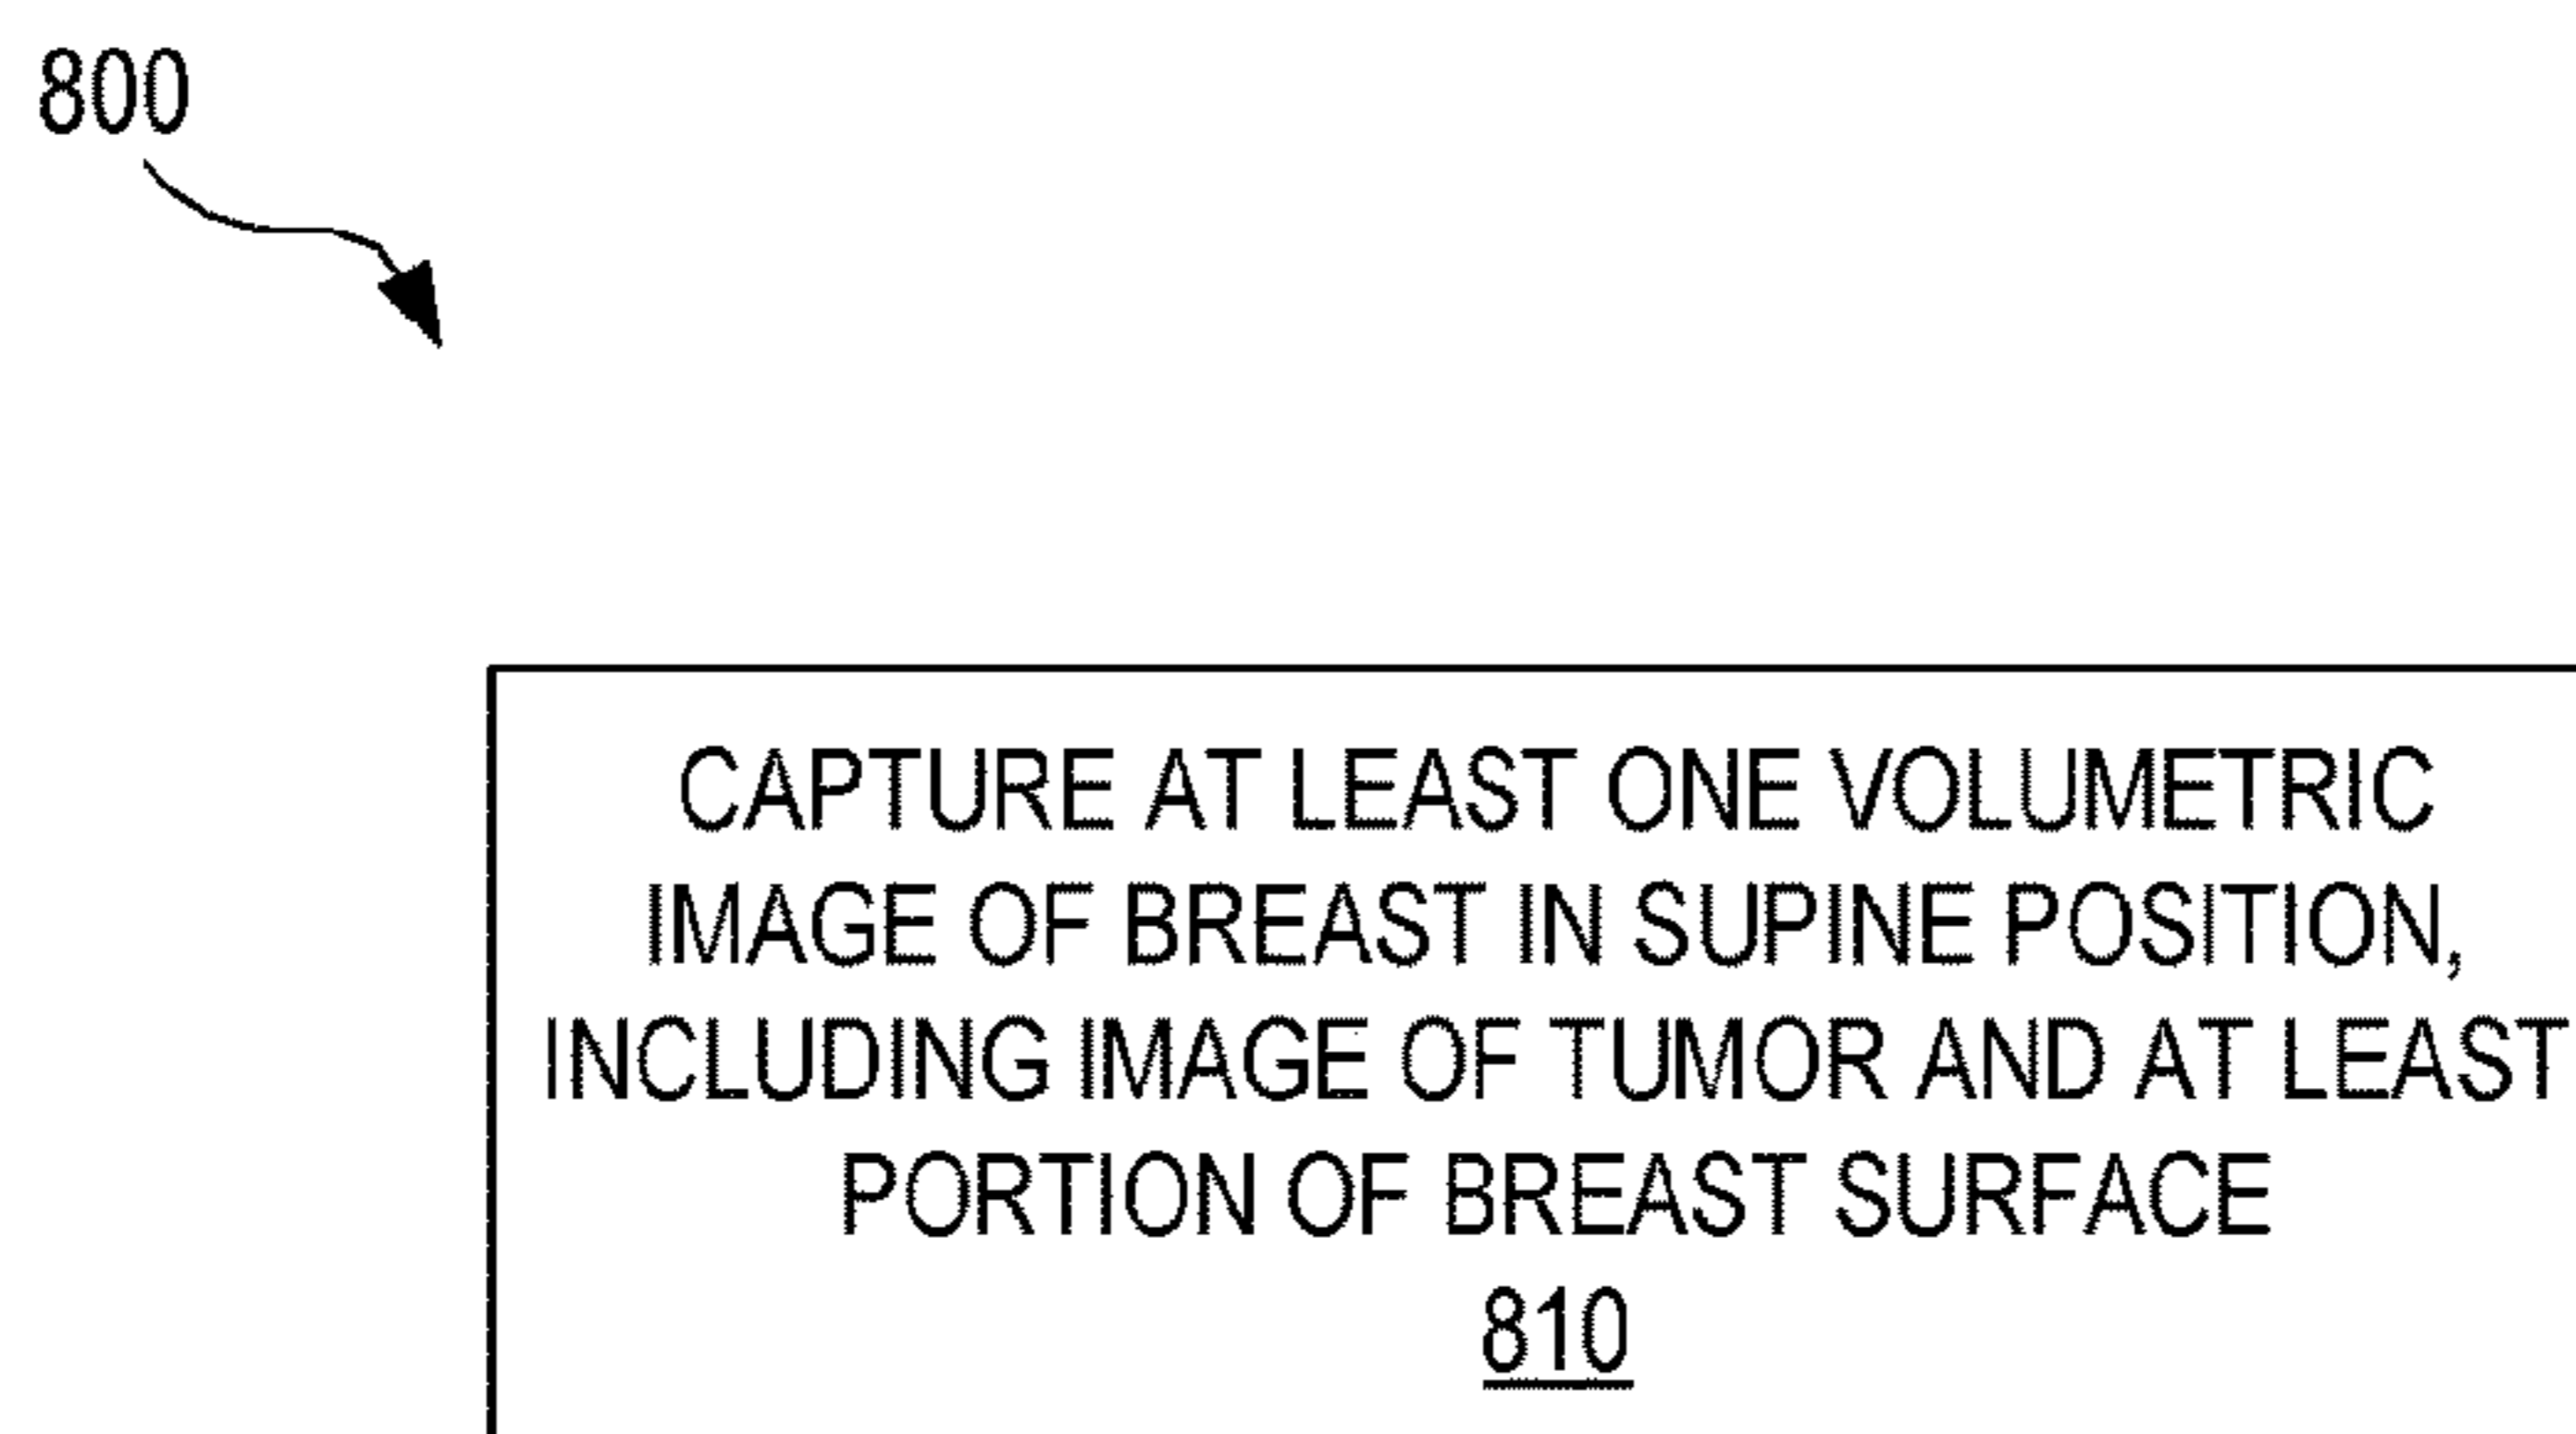 800
CAPTURE AT LEAST ONE VOLUMETRIC
IMAGE OF BREAST IN SUPINE POSITION,
INCLUDING IMAGE OF TUMOR AND AT LEAST
PORTION OF BREAST SURFACE
810